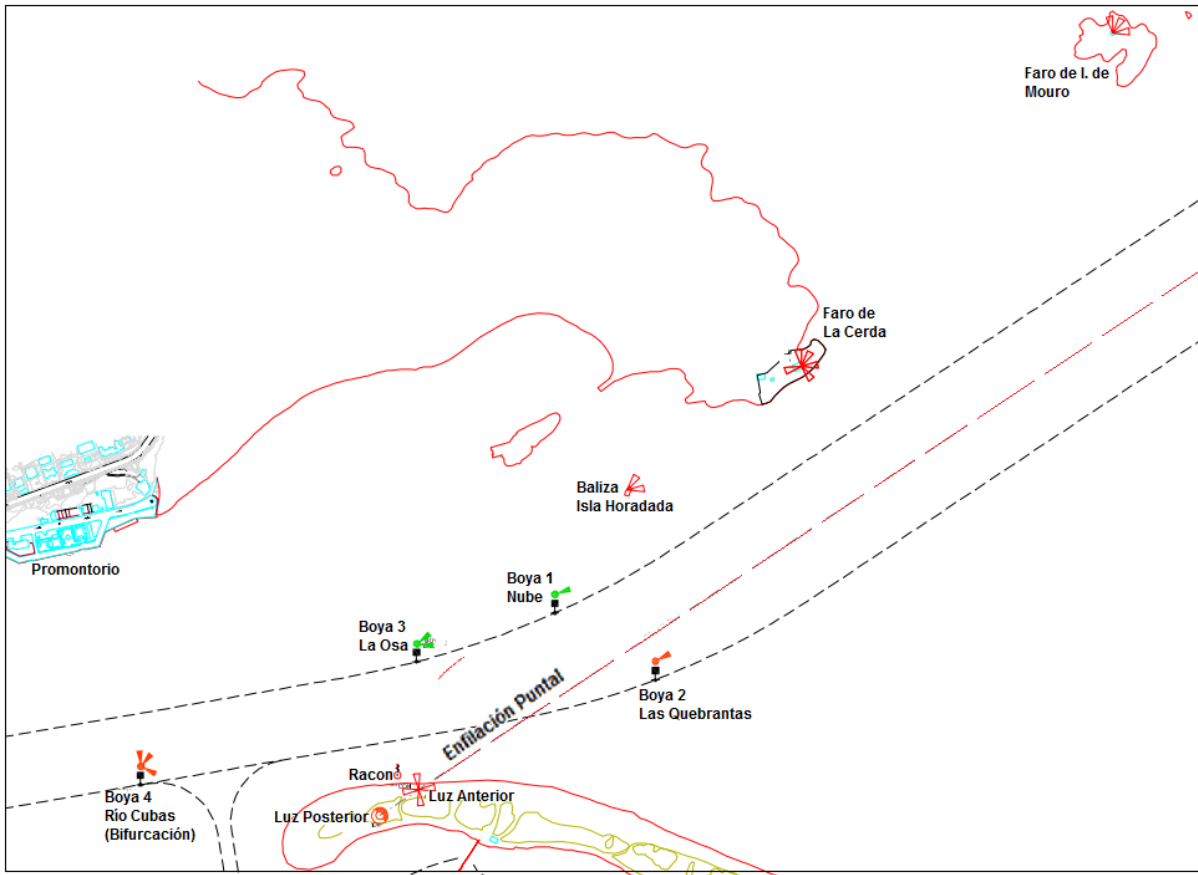 Faro de I. de
Mouro
Faro de
La Cerda
Baliza
Isla Horadada
Promontorio
Boya 1
Nube
Boya 3
La Osa
Boya 2
Las Quebrantas
Enfilación Puntal
Racon
Luz Anterior
Luz Posterior
Boya 4
Rio Cubas
(Bifurcación)